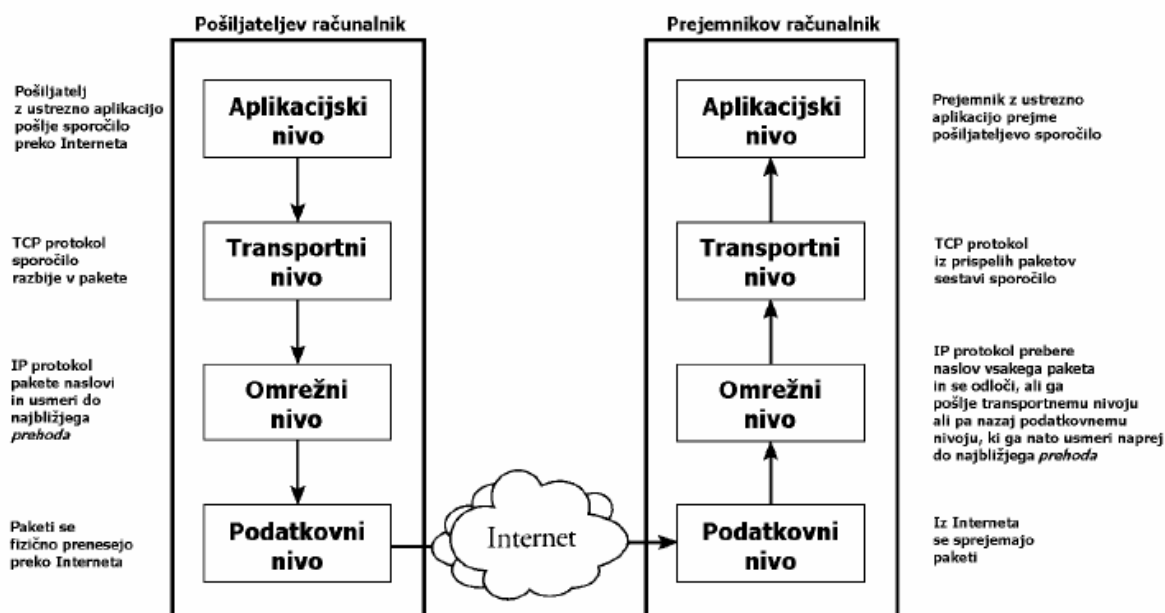 Pošiljateljev računalnik
Pošiljatelj
z ustrezno aplikacijo
pošlje sporočilo
preko Interneta
Aplikacijski
nivo
TCP protokol
sporočilo
razbije v pakete
Transportni
nivo
IP protokol
pakete naslovi
in usmeri do
najbližjega
prehoda
Omrežni
nivo
Paketi se
fizično prenesejo
preko Interneta
Podatkovni
nivo
Internet
Prejemnikov računalnik
Aplikacijski
nivo
Prejemnik z ustrezno
aplikacijo prejme
pošiljateljevo sporočilo
Transportni
nivo
TCP protokol
iz prispelih paketov
sestavi sporočilo
Omrežni
nivo
IP protokol prebere
naslov vsakega paketa
in se odloči, ali ga
pošlje transportnemu nivoju
ali pa nazaj podatkovnemu
nivoju, ki ga nato usmeri naprej
do najbližjega prehoda
Podatkovni
nivo
Iz Interneta
se sprejemajo
paketi